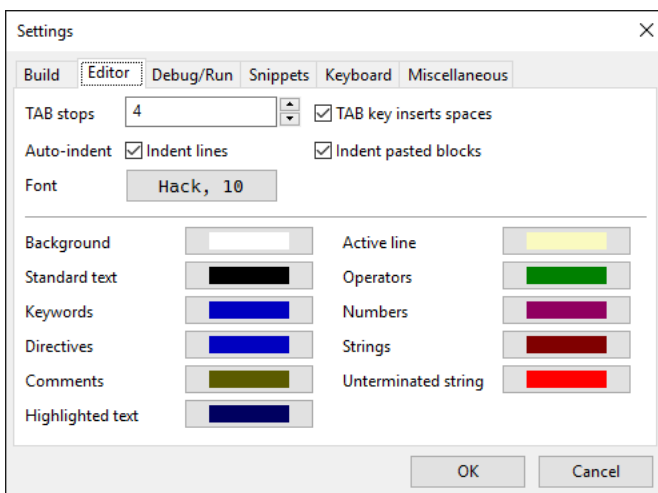 Settings
Build Editor Debug/Run Snippets Keyboard Miscellaneous
TAB stops 4 TAB key inserts spaces
Auto-indent Indent lines Indent pasted blocks
Font Hack, 10
Background Active line
Standard text Operators
Keywords Numbers
Directives Strings
Comments Unterminated string
Highlighted text
OK Cancel